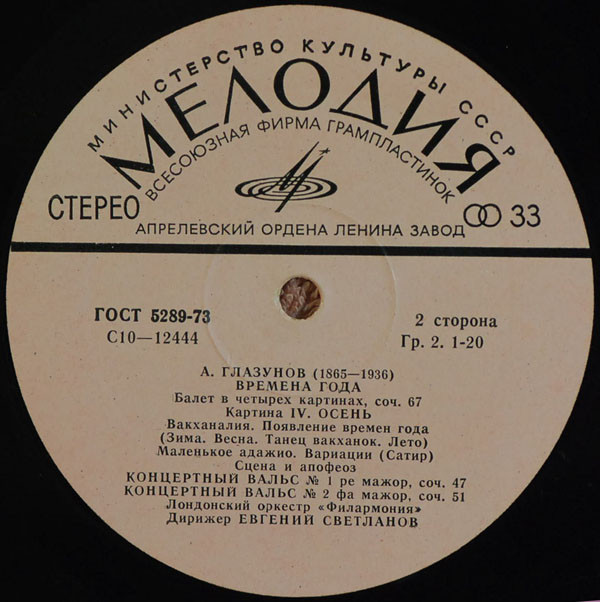 МИНИСТЕРСТВО КУЛЬТУРЫ СССР
МЕЛОДИЯ
ВСЕСОЮЗНАЯ ФИРМА ГРАМПЛАСТИНОК
СТЕРЕО
33
АПРЕЛЕВСКИЙ ОРДЕНА ЛЕНИНА ЗАВОД
ГОСТ 5289-73
2 сторона
С10—12444
Гр. 2. 1-20
А. ГЛАЗУНОВ (1865—1936)
ВРЕМЕНА ГОДА
Балет в четырех картинах, соч. 67
Картина IV. ОСЕНЬ
Вакханалия. Появление времен года
(Зима. Весна. Танец вакханок. Лето)
Маленькое адажио. Вариации (Сатир)
Сцена и апофеоз
КОНЦЕРТНЫЙ ВАЛЬС № 1 ре мажор, соч. 47
КОНЦЕРТНЫЙ ВАЛЬС № 2 фа мажор, соч. 51
Лондонский оркестр «Филармония»
Дирижер ЕВГЕНИЙ СВЕТЛАНОВ